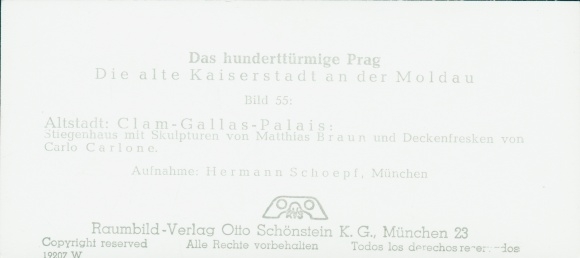 Das hunderttürmige Prag
Die alte Kaiserstadt an der Moldau
Bild 55:
Altstadt: Clam-Gallas-Palais:
Stiegenhaus mit Skulpturen von Matthias Braun und Deckenfresken von
Carlo Carlone.
Aufnahme: Hermann Schoepf, München
Raumbild-Verlag Otto Schönstein K. G., München 23
Copyright reserved Alle Rechte vorbehalten Todos los derechos
19207 W